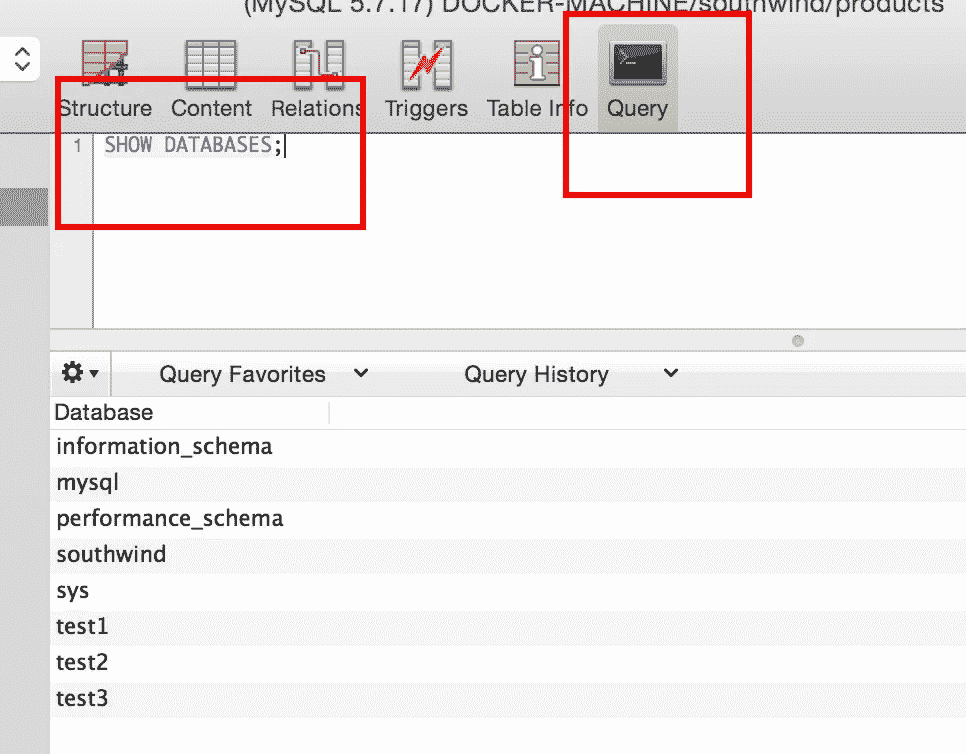 (MySQL 5.7.17) DOCKER-MACHINE/southwind/products
Structure Content Relations Triggers Table Info Query
1 SHOW DATABASES;
Query Favorites Query History
Database
information_schema
mysql
performance_schema
southwind
sys
test1
test2
test3